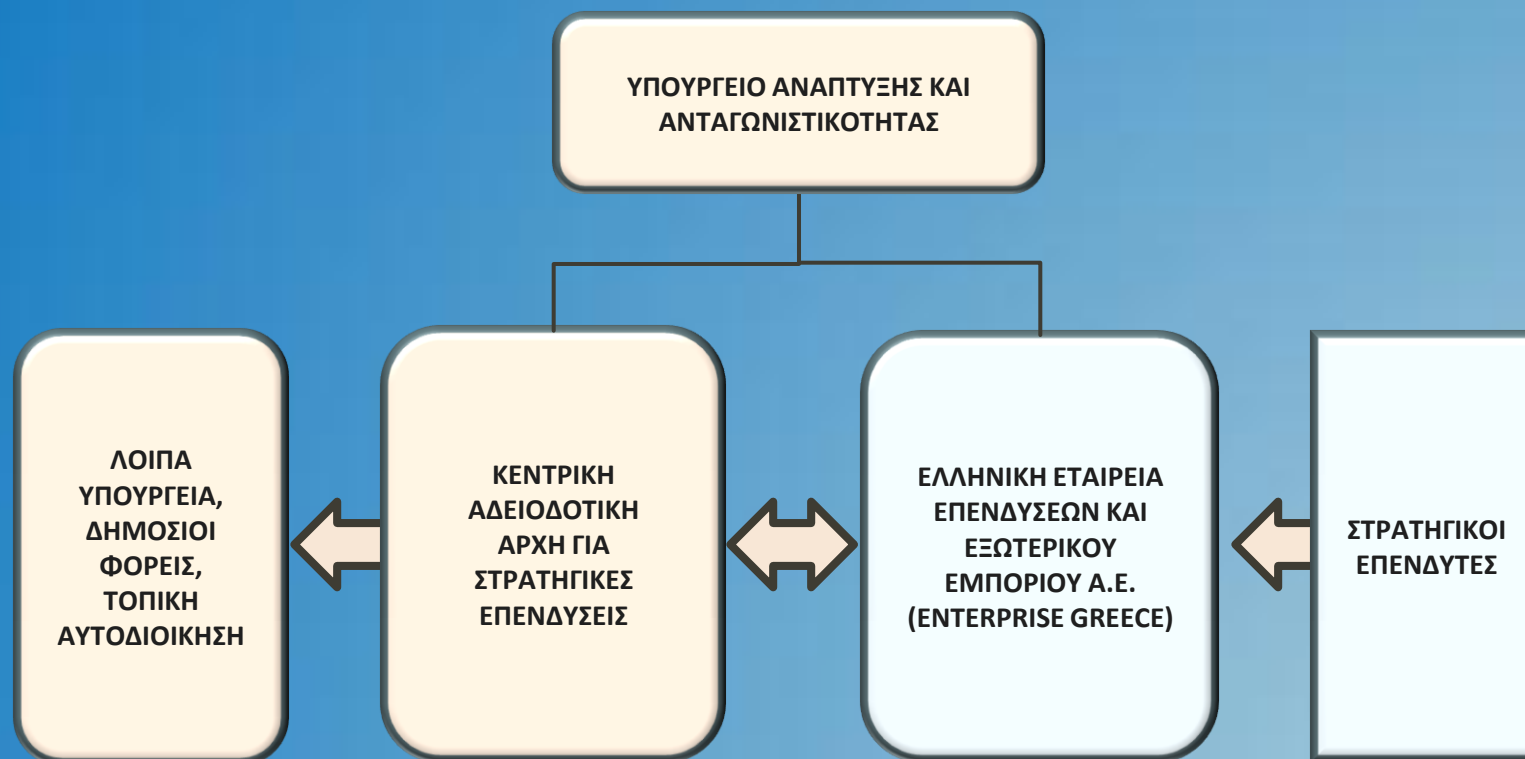 ΥΠΟΥΡΓΕΙΟ ΑΝΑΠΤΥΞΗΣ ΚΑΙ
ΑΝΤΑΓΩΝΙΣΤΙΚΟΤΗΤΑΣ
ΛΟΙΠΑ
ΥΠΟΥΡΓΕΙΑ,
ΔΗΜΟΣΙΟΙ
ΦΟΡΕΙΣ,
ΤΟΠΙΚΗ
ΑΥΤΟΔΙΟΙΚΗΣΗ
ΚΕΝΤΡΙΚΗ
ΑΔΕΙΟΔΟΤΙΚΗ
ΑΡΧΗ ΓΙΑ
ΣΤΡΑΤΗΓΙΚΕΣ
ΕΠΕΝΔΥΣΕΙΣ
ΕΛΛΗΝΙΚΗ ΕΤΑΙΡΕΙΑ
ΕΠΕΝΔΥΣΕΩΝ ΚΑΙ
ΕΞΩΤΕΡΙΚΟΥ
ΕΜΠΟΡΙΟΥ Α.Ε.
(ENTERPRISE GREECE)
ΣΤΡΑΤΗΓΙΚΟΙ
ΕΠΕΝΔΥΤΕΣ